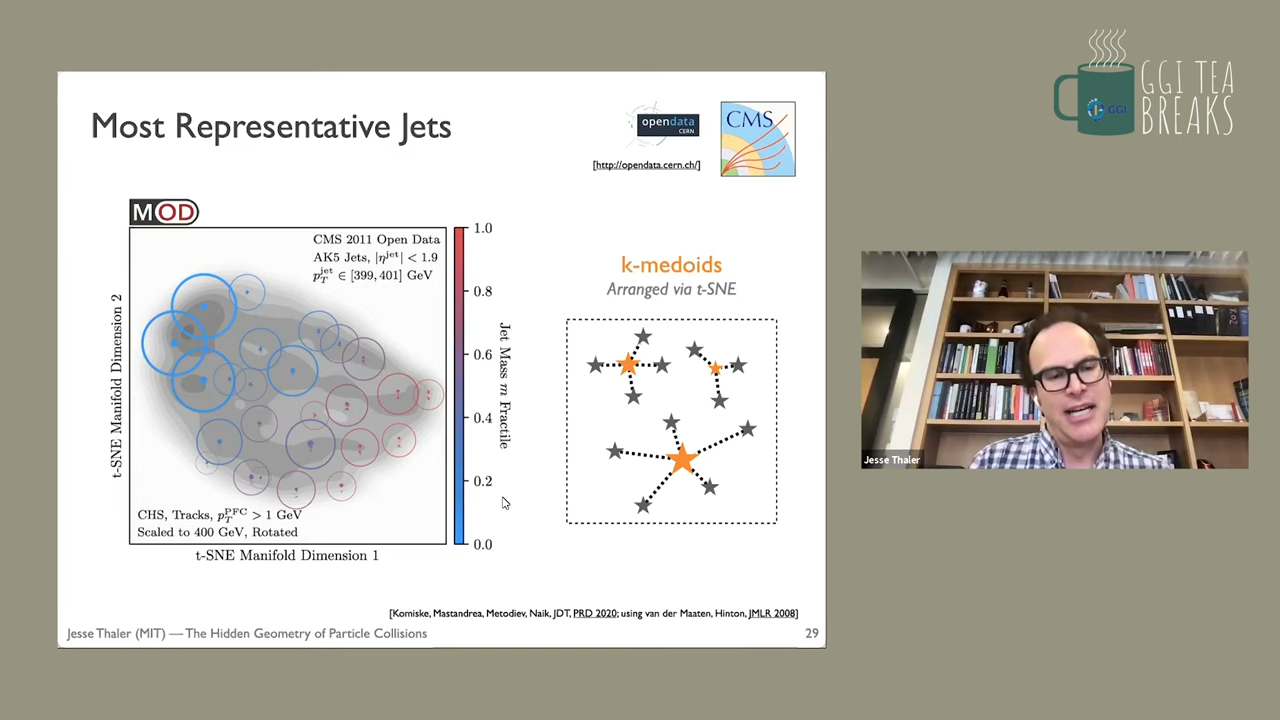 GGI TEA
BREAKS
GGI
Most Representative Jets
opendata
CERN
[http://opendata.cern.ch/]
CMS
MOD
CMS 2011 Open Data
AK5 Jets, |η^jet| < 1.9
p_T^jet ∈ [399, 401] GeV
CHS, Tracks, p_T^PFC > 1 GeV
Scaled to 400 GeV, Rotated
t-SNE Manifold Dimension 2
t-SNE Manifold Dimension 1
1.0
0.8
0.6
0.4
0.2
0.0
Jet Mass m Fractile
k-medoids
Arranged via t-SNE
[Komiske, Mastandrea, Metodiev, Naik, JDT, PRD 2020; using van der Maaten, Hinton, JMLR 2008]
Jesse Thaler (MIT) — The Hidden Geometry of Particle Collisions
29
Jesse Thaler